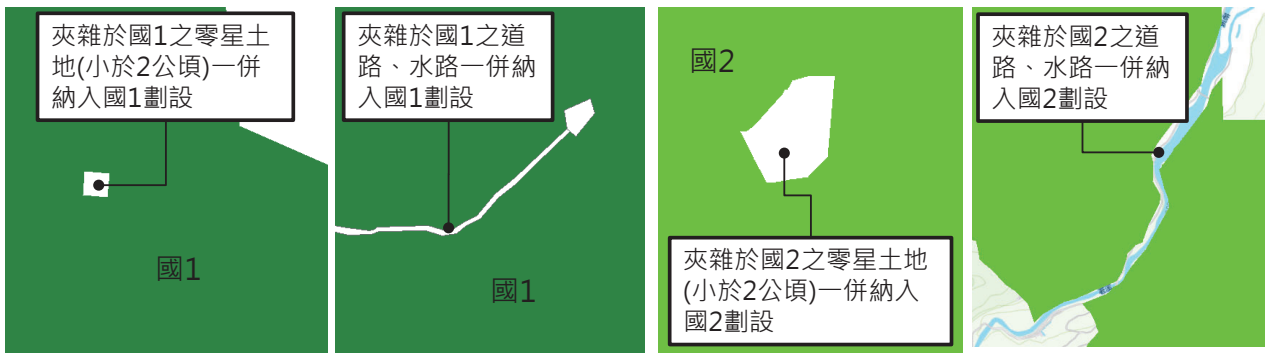 夾雜於國1之零星土
地(小於2公頃)一併
納入國1劃設
國1
夾雜於國1之道
路、水路一併納
入國1劃設
國1
國2
夾雜於國2之零星土地
(小於2公頃)一併納入
國2劃設
夾雜於國2之道
路、水路一併納
入國2劃設